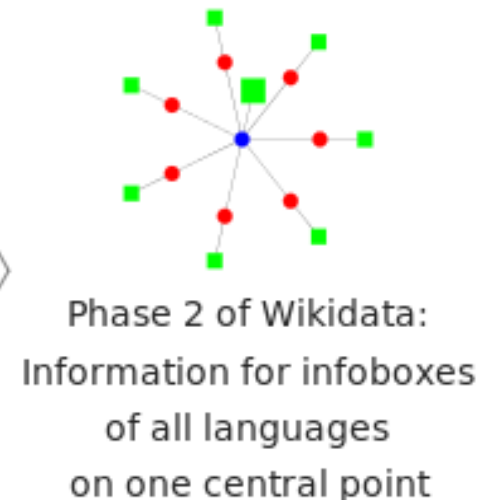 Phase 2 of Wikidata:
Information for infoboxes
of all languages
on one central point